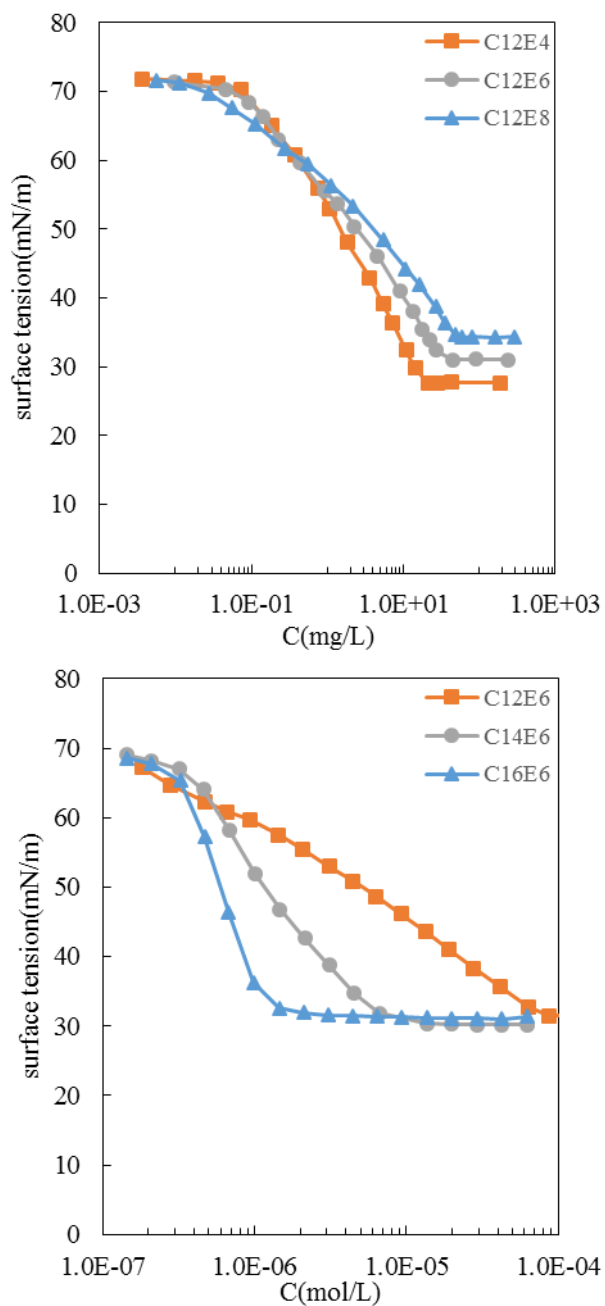 80
70
60
50
40
30
20
10
0
surface tension(mN/m)
C12E4
C12E6
C12E8
1.0E-03 1.0E-01 1.0E+01 1.0E+03
C(mg/L)
80
70
60
50
40
30
20
10
0
surface tension(mN/m)
C12E6
C14E6
C16E6
1.0E-07 1.0E-06 1.0E-05 1.0E-04
C(mol/L)